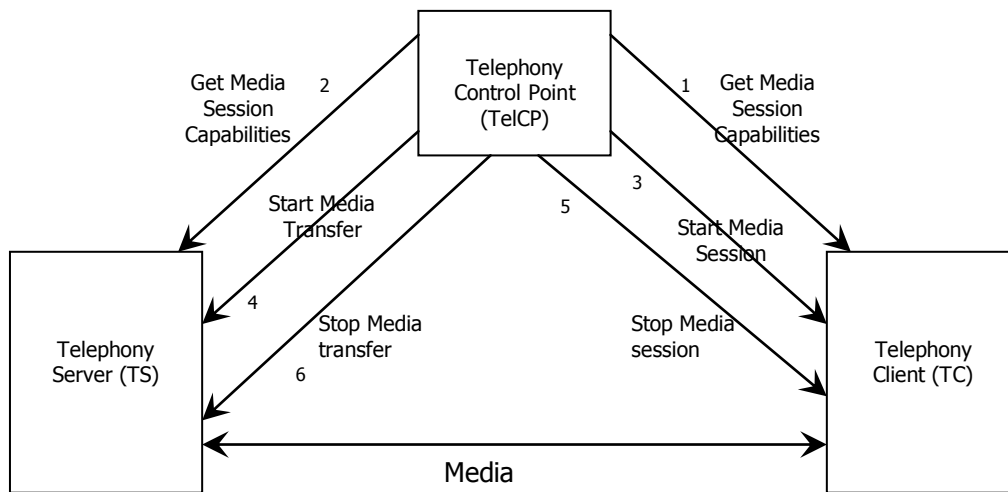 Telephony
Control Point
(TelCP)
2
Get Media
Session
Capabilities
1
Get Media
Session
Capabilities
Start Media
Transfer
4
3
Start Media
Session
5
Stop Media
transfer
6
Stop Media
session
Telephony
Server (TS)
Telephony
Client (TC)
Media